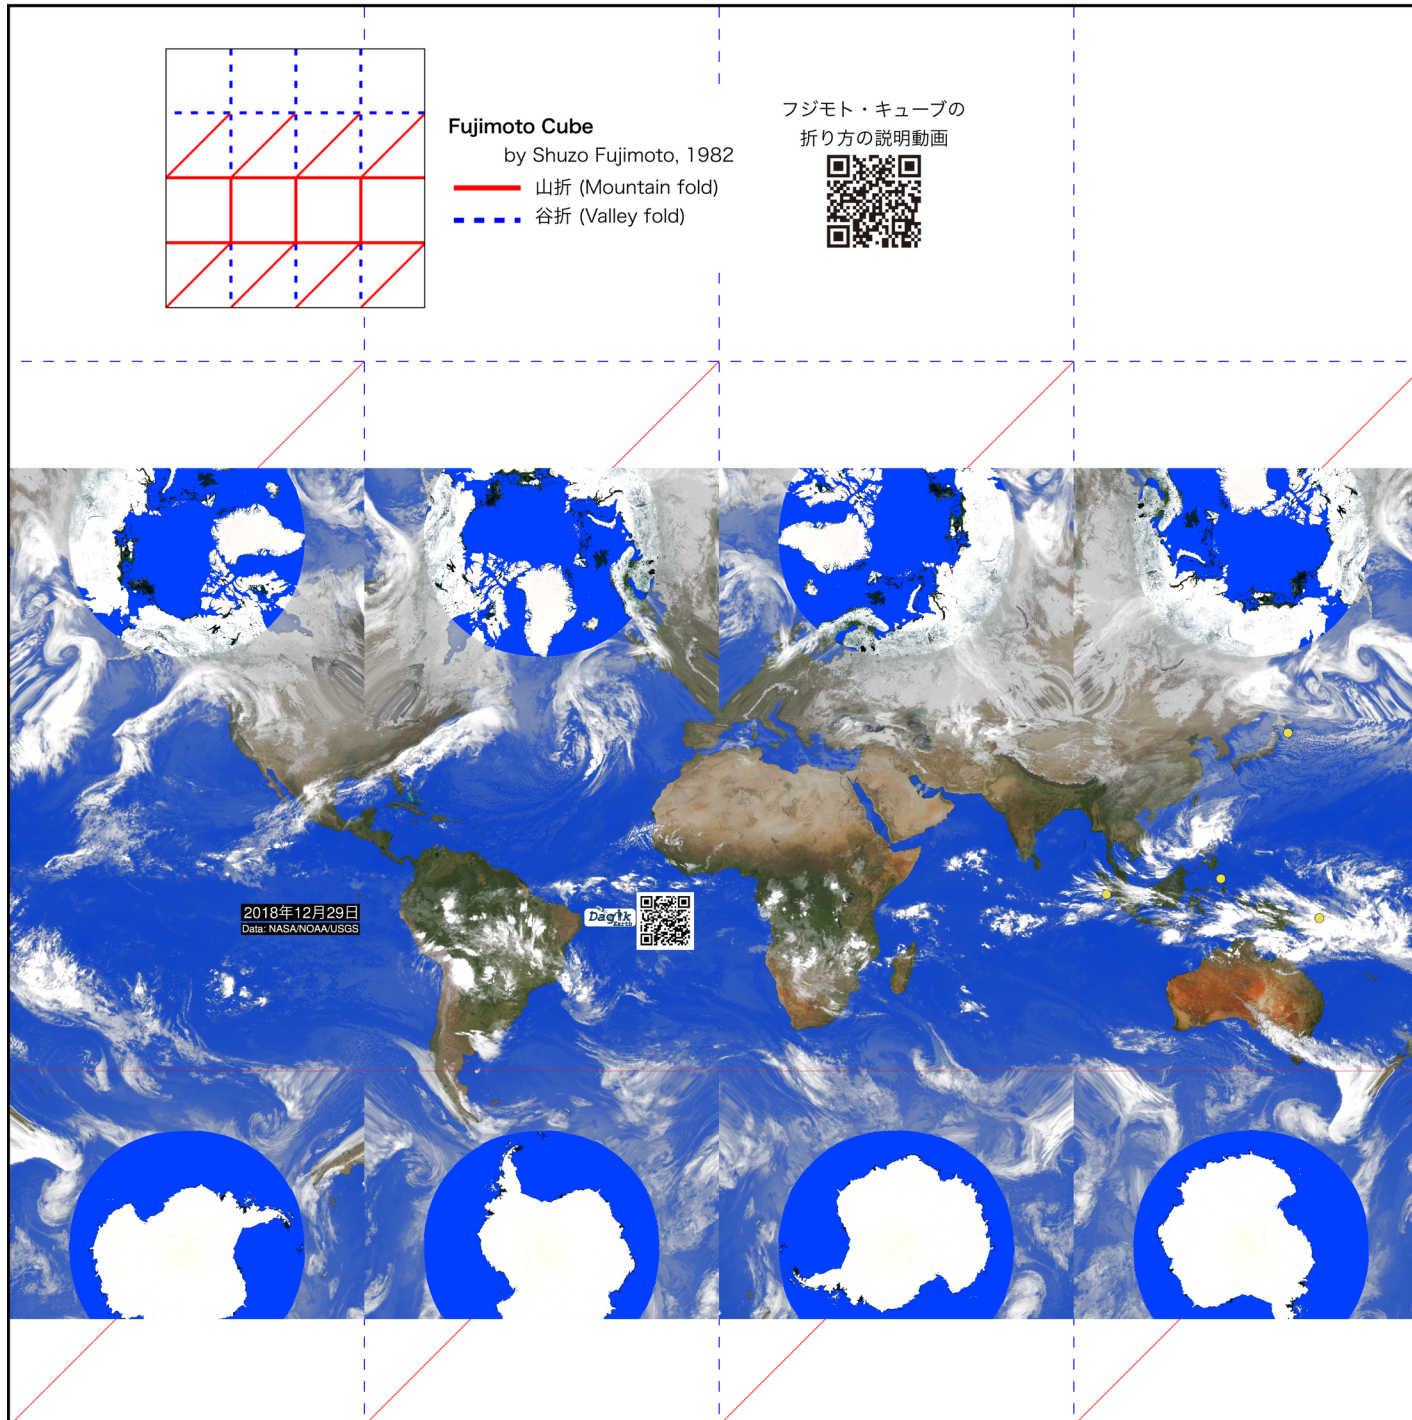 Fujimoto Cube
by Shuzo Fujimoto, 1982
山折 (Mountain fold)
谷折 (Valley fold)
フジモト・キューブの
折り方の説明動画
2018年12月29日
Data: NASA/NOAA/USGS
Dagik
Earth